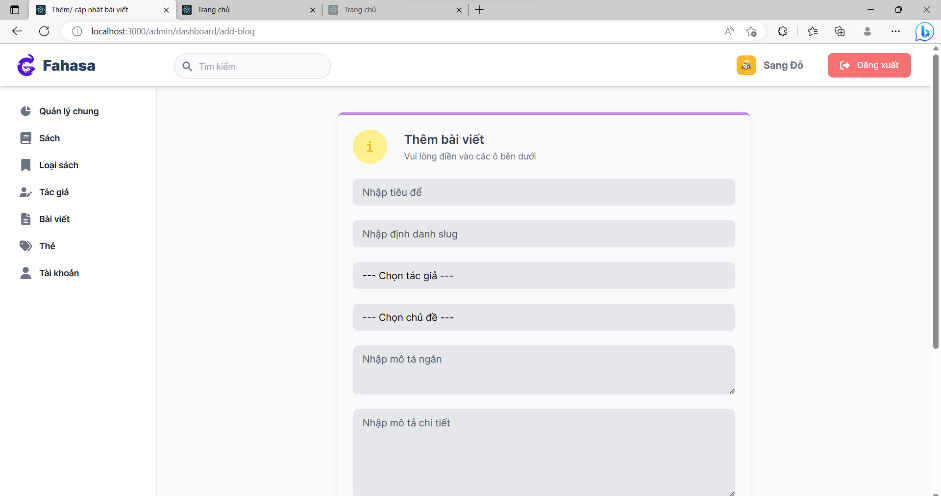 Thêm/ cập nhật bài viết
Trang chủ
Trang chủ
localhost:3000/admin/dashboard/add-blog
Fahasa
Tìm kiếm
Sang Đỗ
Đăng xuất
Quản lý chung
Sách
Loại sách
Tác giả
Bài viết
Thẻ
Tài khoản
i
Thêm bài viết
Vui lòng điền vào các ô bên dưới
Nhập tiêu đề
Nhập định danh slug
--- Chọn tác giả ---
--- Chọn chủ đề ---
Nhập mô tả ngắn
Nhập mô tả chi tiết